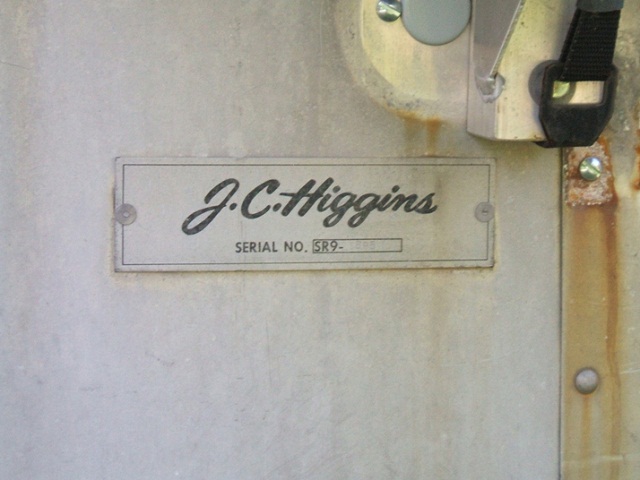 J.C. Higgins
SERIAL NO. SR9-